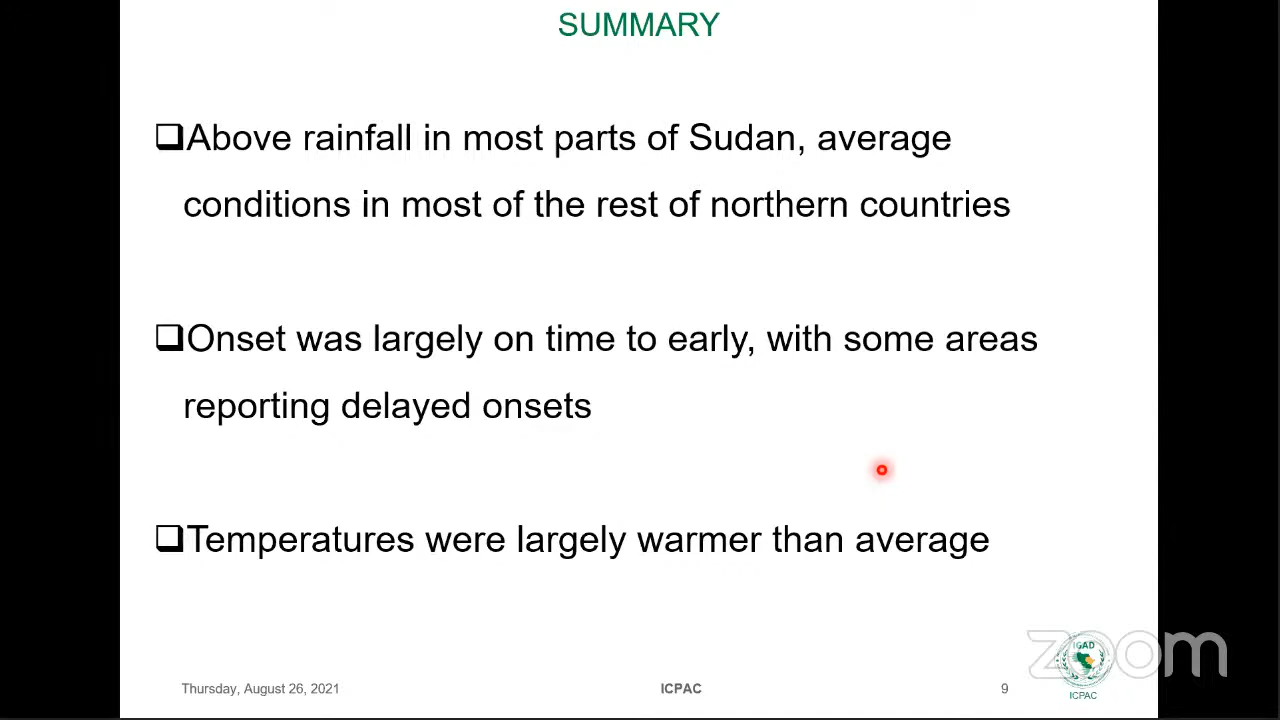 SUMMARY
❑Above rainfall in most parts of Sudan, average
conditions in most of the rest of northern countries
❑Onset was largely on time to early, with some areas
reporting delayed onsets
❑Temperatures were largely warmer than average
zoom
IGAD
ICPAC
Thursday, August 26, 2021
ICPAC
9